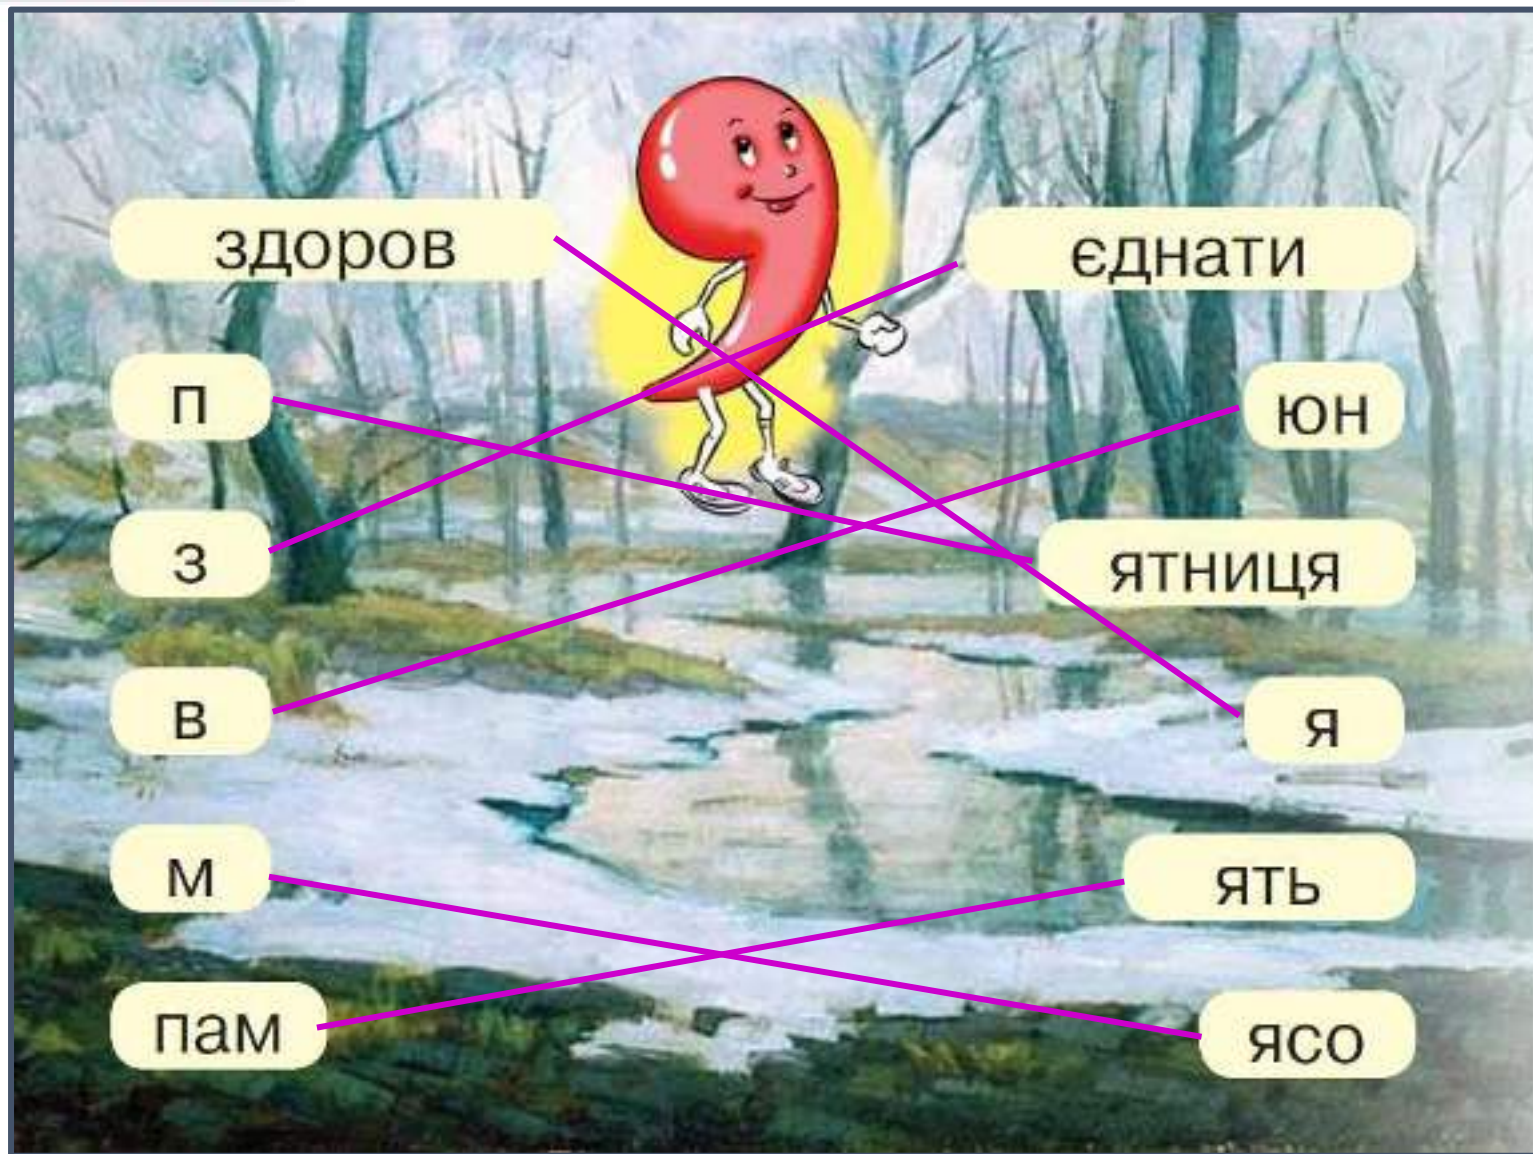 здоров
єднати
п
юн
з
ятниця
в
я
м
ять
пам
ясо